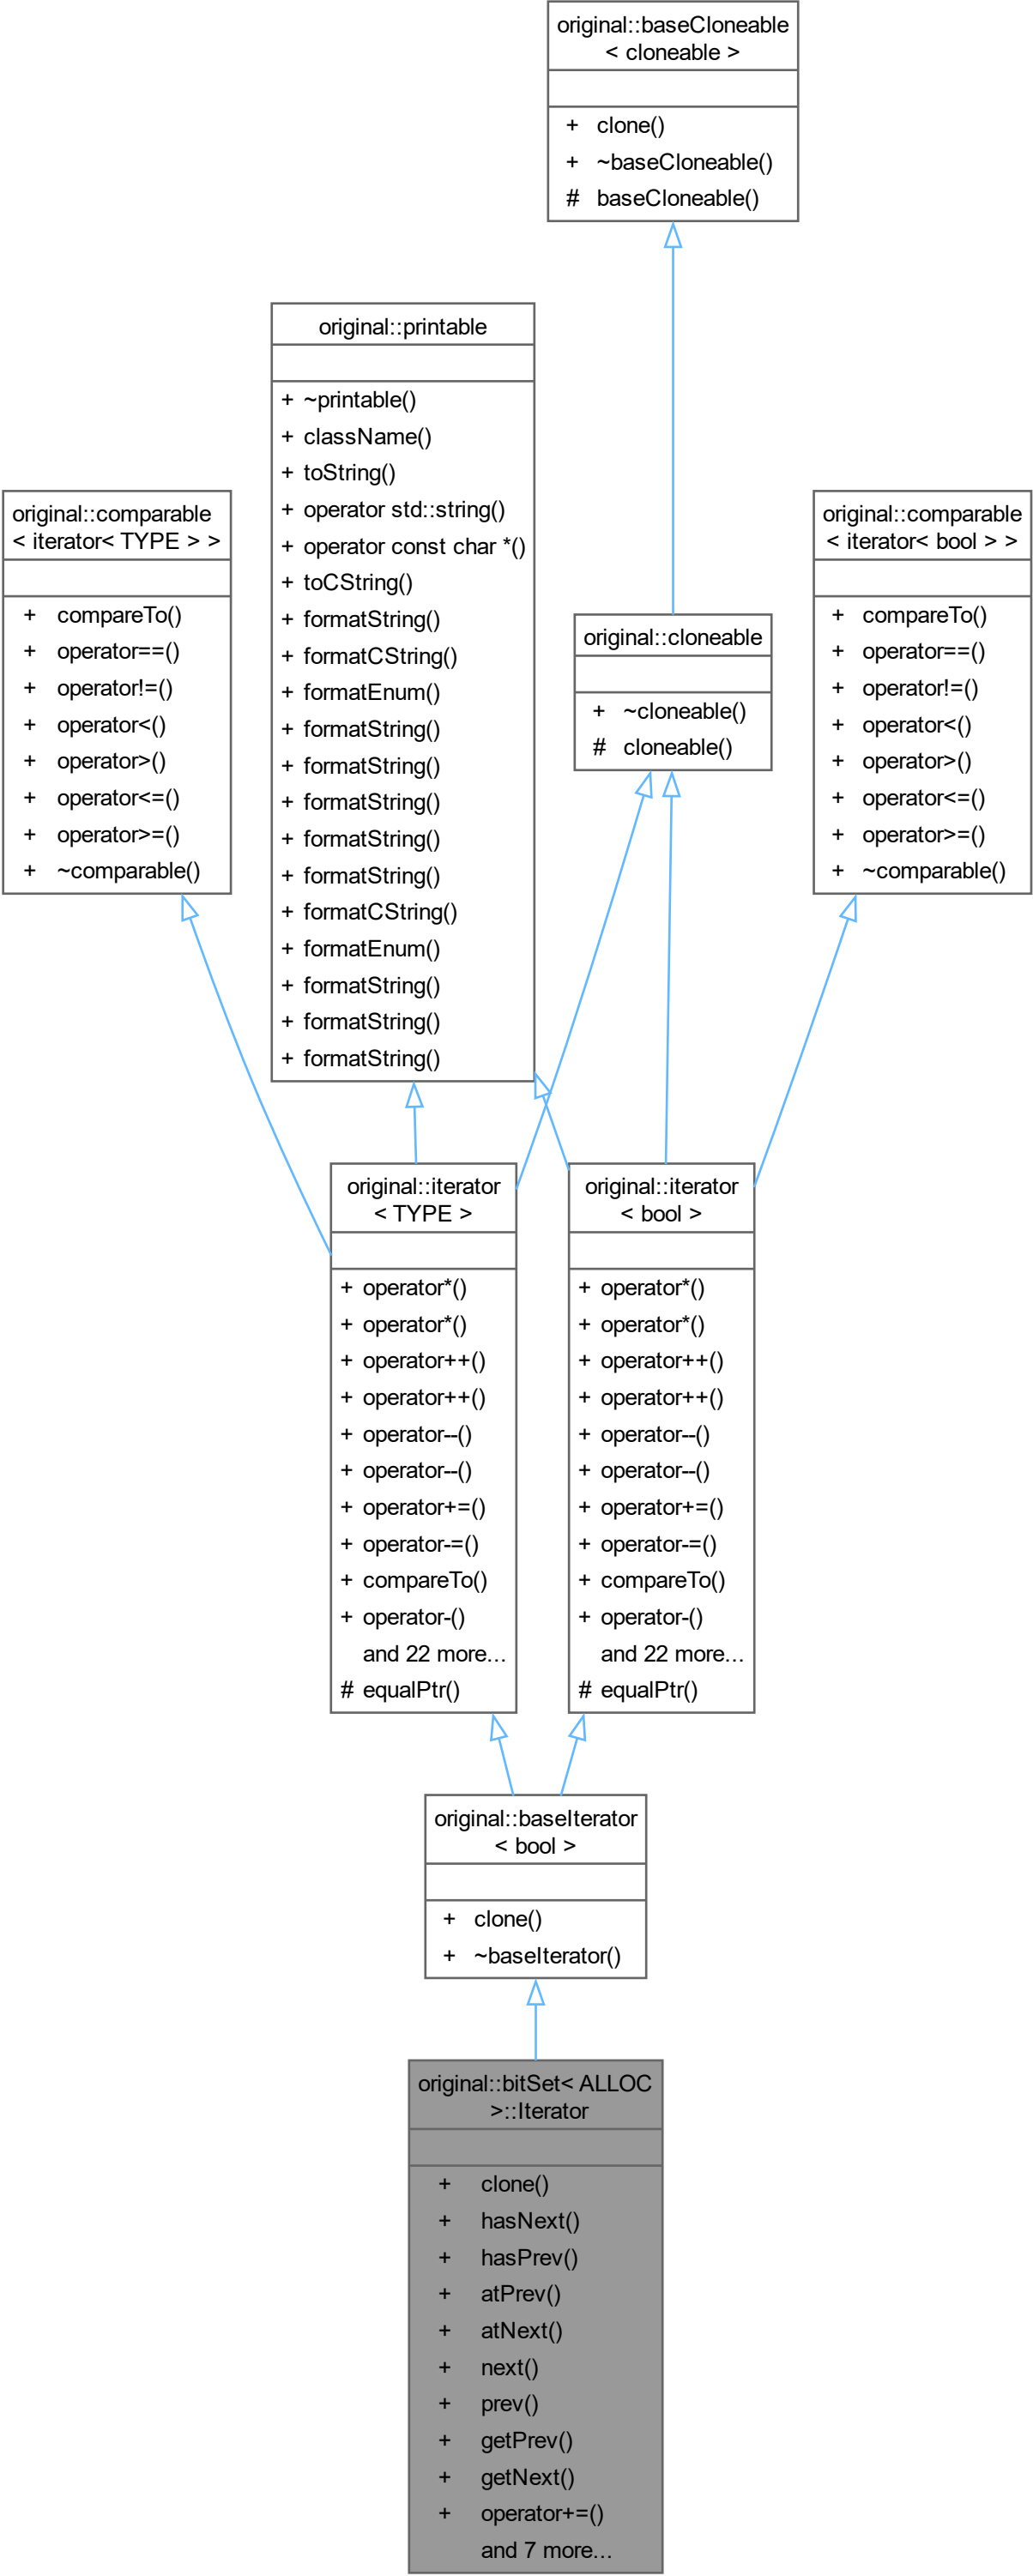 original::baseCloneable
< cloneable >
+ clone()
+ ~baseCloneable()
# baseCloneable()
original::printable
+ ~printable()
+ className()
+ toString()
+ operator std::string()
+ operator const char *()
+ toCString()
+ formatString()
+ formatCString()
+ formatEnum()
+ formatString()
+ formatString()
+ formatString()
+ formatString()
+ formatString()
+ formatCString()
+ formatEnum()
+ formatString()
+ formatString()
+ formatString()
original::comparable
< iterator< TYPE > >
+ compareTo()
+ operator==()
+ operator!=()
+ operator<()
+ operator>()
+ operator<=()
+ operator>=()
+ ~comparable()
original::cloneable
+ ~cloneable()
# cloneable()
original::comparable
< iterator< bool > >
+ compareTo()
+ operator==()
+ operator!=()
+ operator<()
+ operator>()
+ operator<=()
+ operator>=()
+ ~comparable()
original::iterator
< TYPE >
+ operator*()
+ operator*()
+ operator++()
+ operator++()
+ operator--()
+ operator--()
+ operator+=()
+ operator-=()
+ compareTo()
+ operator-()
and 22 more...
# equalPtr()
original::iterator
< bool >
+ operator*()
+ operator*()
+ operator++()
+ operator++()
+ operator--()
+ operator--()
+ operator+=()
+ operator-=()
+ compareTo()
+ operator-()
and 22 more...
# equalPtr()
original::baseIterator
< bool >
+ clone()
+ ~baseIterator()
original::bitSet< ALLOC
>::Iterator
+ clone()
+ hasNext()
+ hasPrev()
+ atPrev()
+ atNext()
+ next()
+ prev()
+ getPrev()
+ getNext()
+ operator+=()
and 7 more...